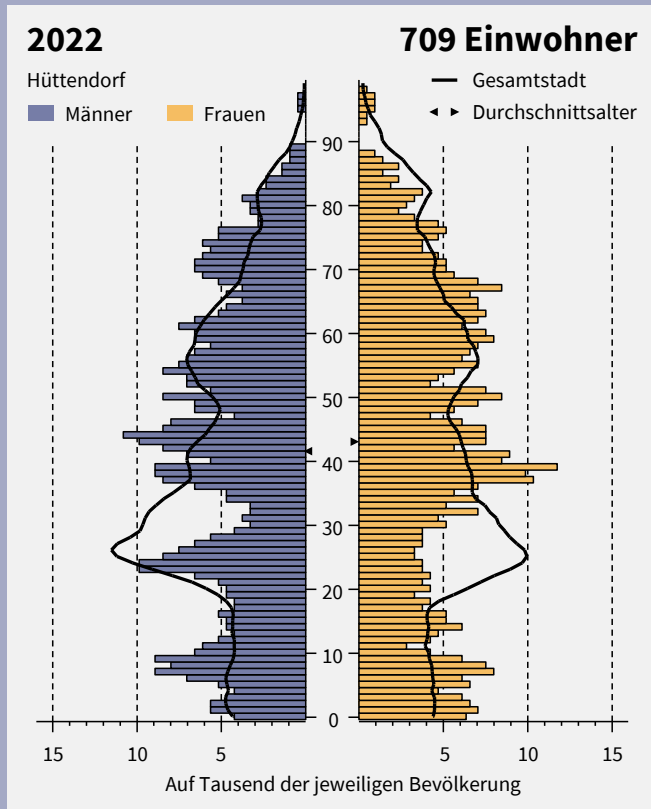 2022
709 Einwohner
Hüttendorf
Gesamtstadt
Männer
Frauen
Durchschnittsalter
90
80
70
60
50
40
30
20
10
0
15 10 5 5 10 15
Auf Tausend der jeweiligen Bevölkerung